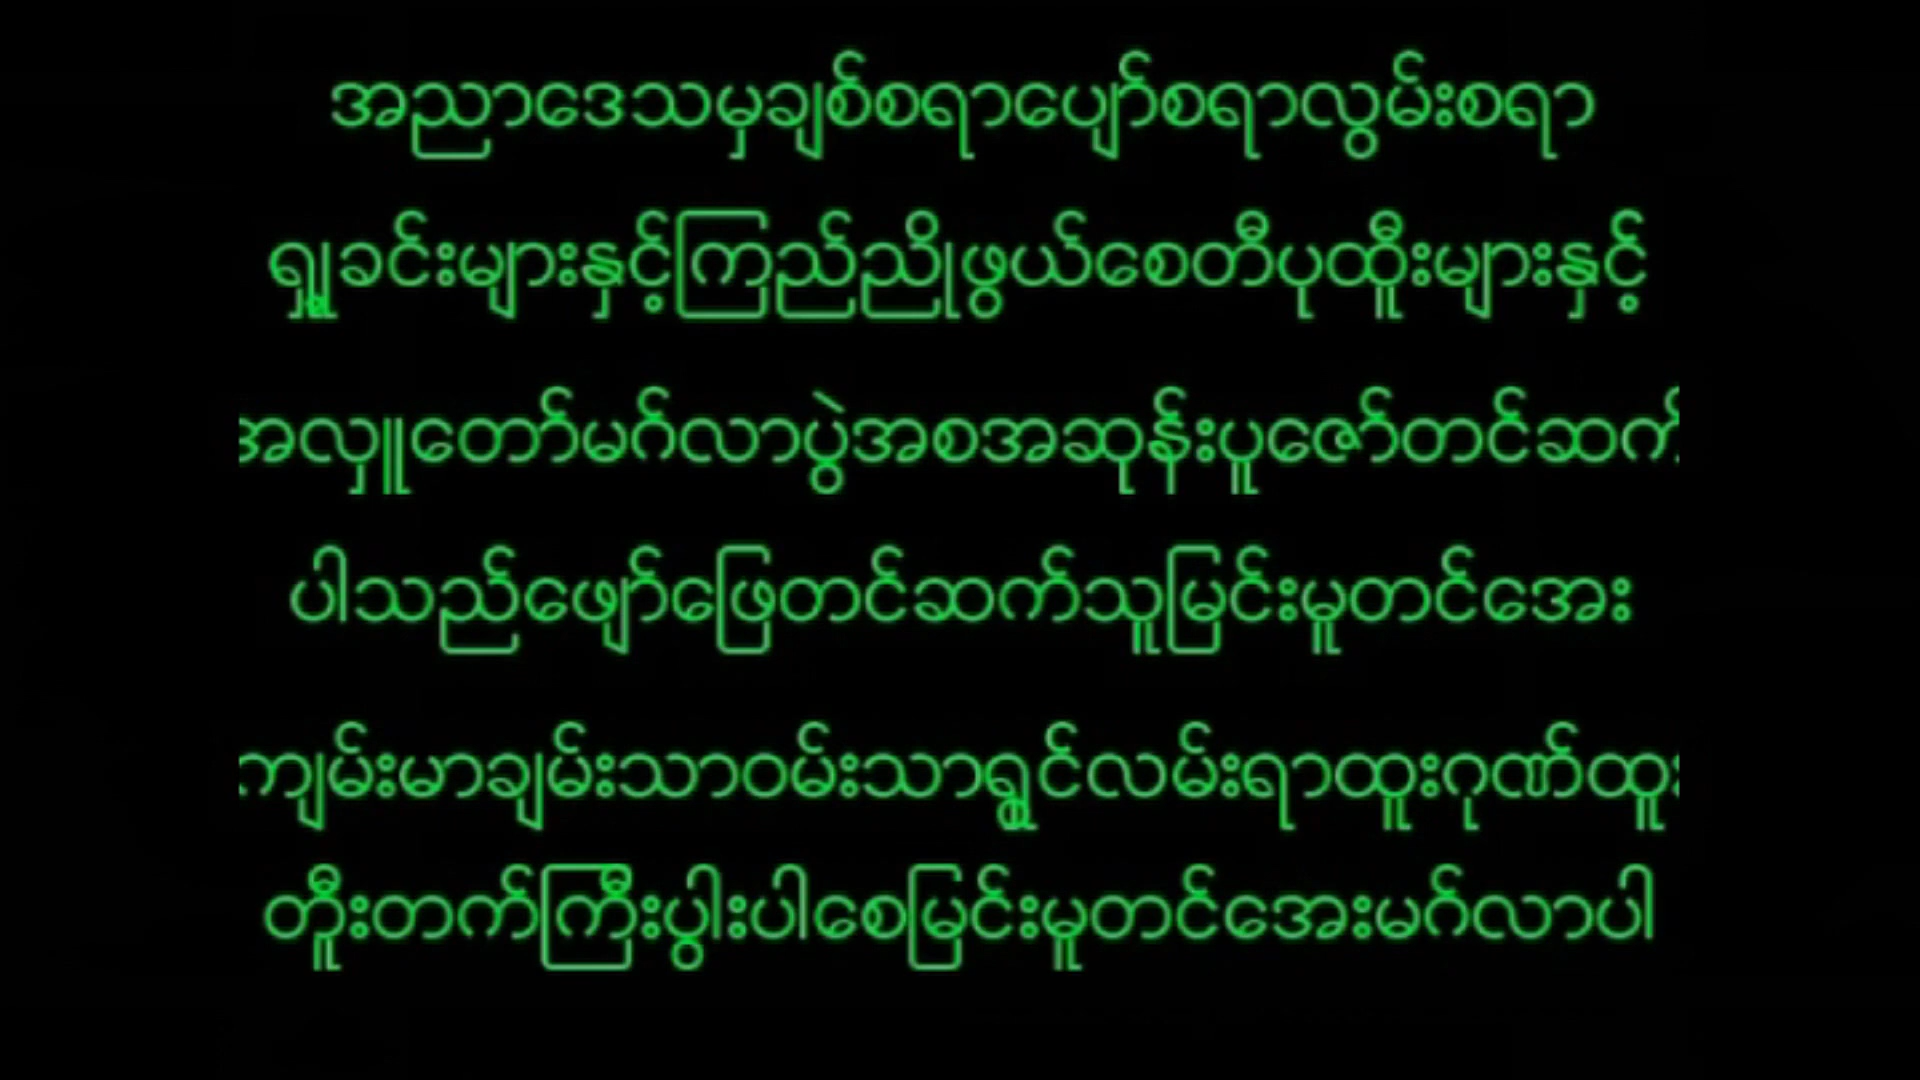 အညာဒေသမှချစ်စရာပျော်စရာလွမ်းစရာ
ရှုခင်းများနှင့်ကြည်ညိုဖွယ်စေတီပုထိူးများနှင့်
အလှူတော်မင်္ဂလာပွဲအစအဆုန်းပူဇော်တင်ဆက်
ပါသည်ဖျော်ဖြေတင်ဆက်သူမြင်းမူတင်အေး
ကျမ်းမာချမ်းသာဝမ်းသာရွှင်လမ်းရာထူးဂုဏ်ထူး
တိူးတက်ကြီးပွါးပါစေမြင်းမူတင်အေးမင်္ဂလာပါ